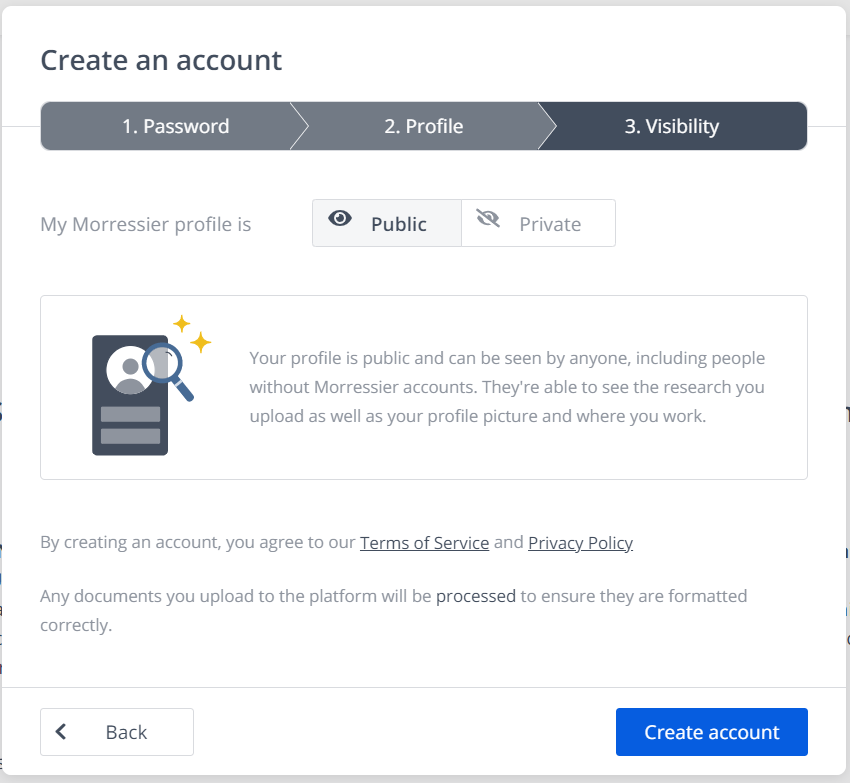 Create an account
1. Password
2. Profile
3. Visibility
My Morressier profile is
Public
Private
Your profile is public and can be seen by anyone, including people
without Morressier accounts. They're able to see the research you
upload as well as your profile picture and where you work.
By creating an account, you agree to our Terms of Service and Privacy Policy
Any documents you upload to the platform will be processed to ensure they are formatted
correctly.
Back
Create account